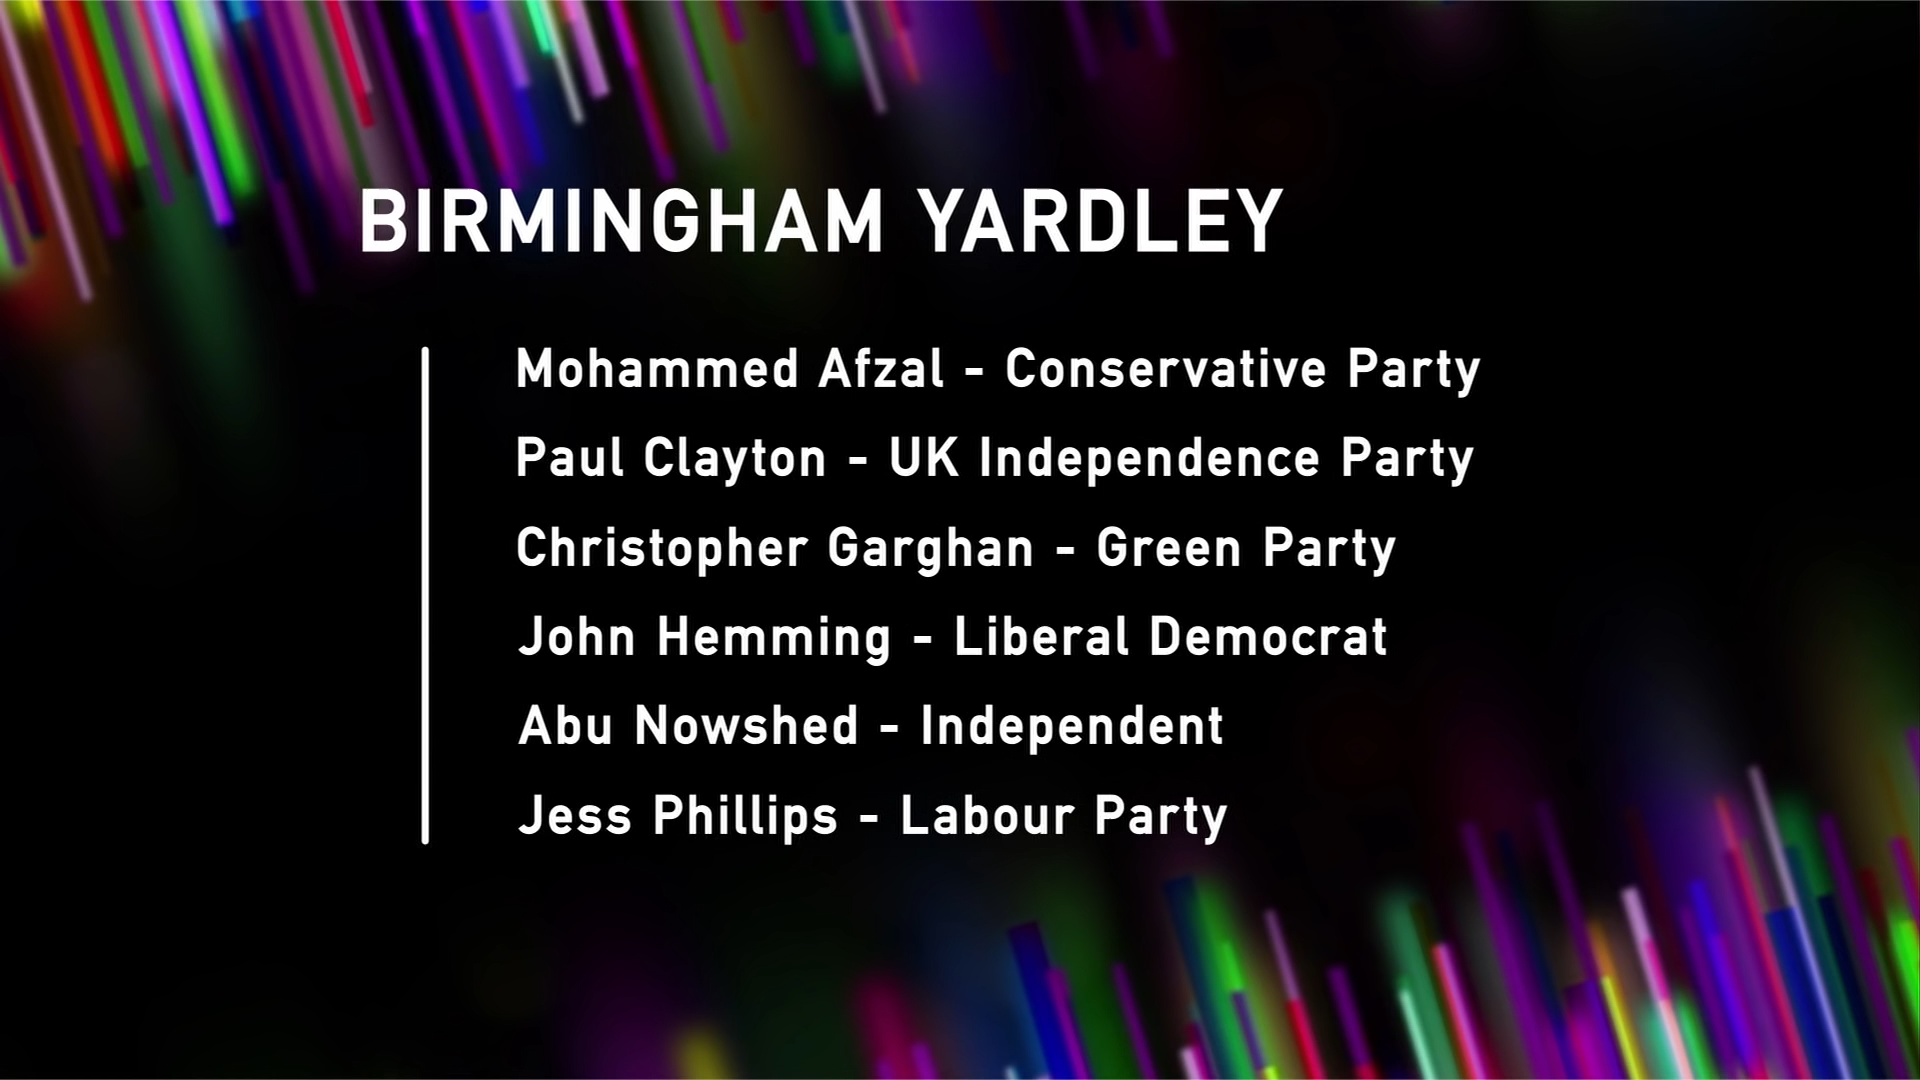 BIRMINGHAM YARDLEY
Mohammed Afzal - Conservative Party
Paul Clayton - UK Independence Party
Christopher Garghan - Green Party
John Hemming - Liberal Democrat
Abu Nowshed - Independent
Jess Phillips - Labour Party